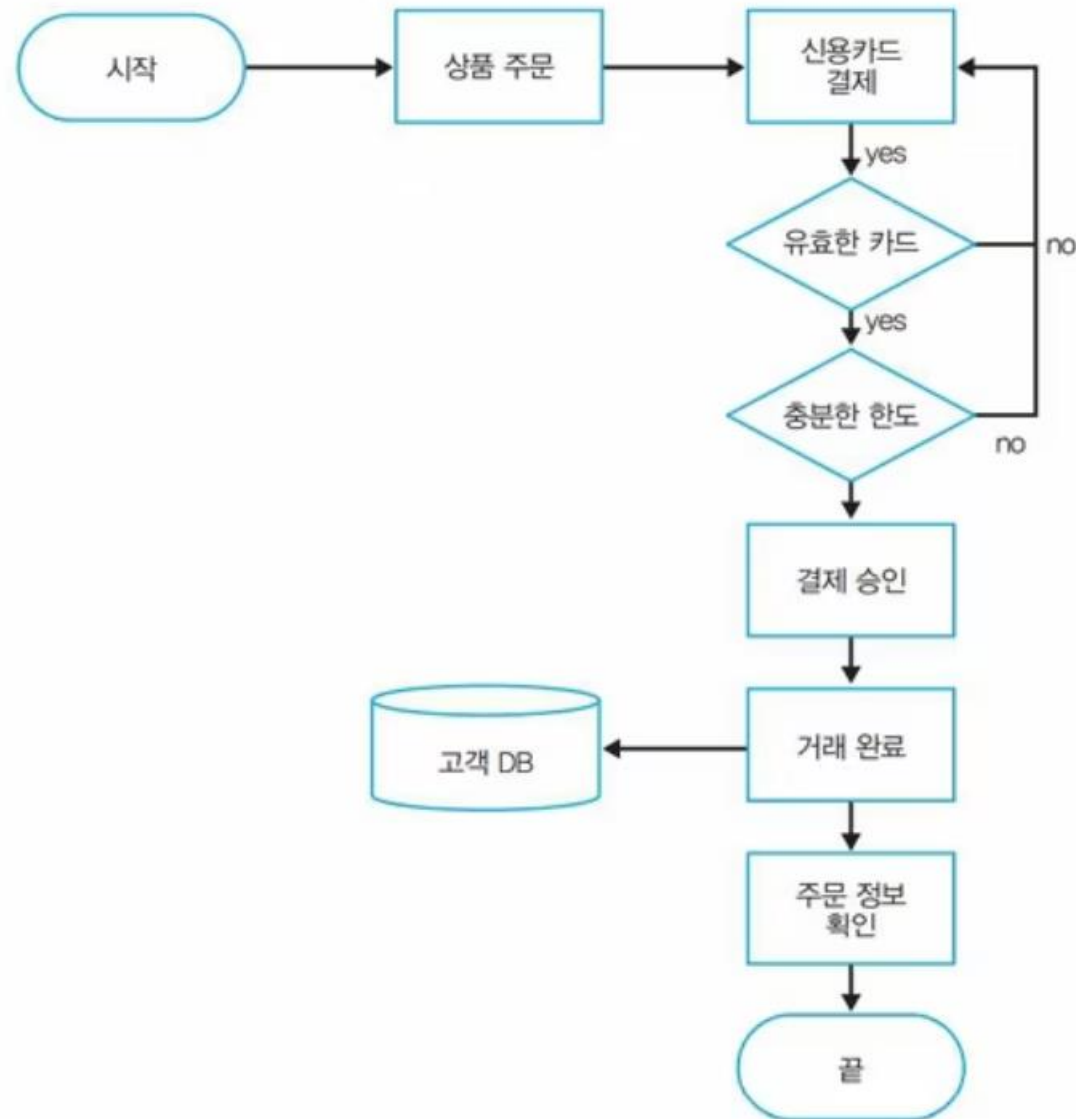 시작
상품 주문
신용카드
결제
yes
유효한 카드
no
yes
충분한 한도
no
결제 승인
거래 완료
고객 DB
주문 정보
확인
끝